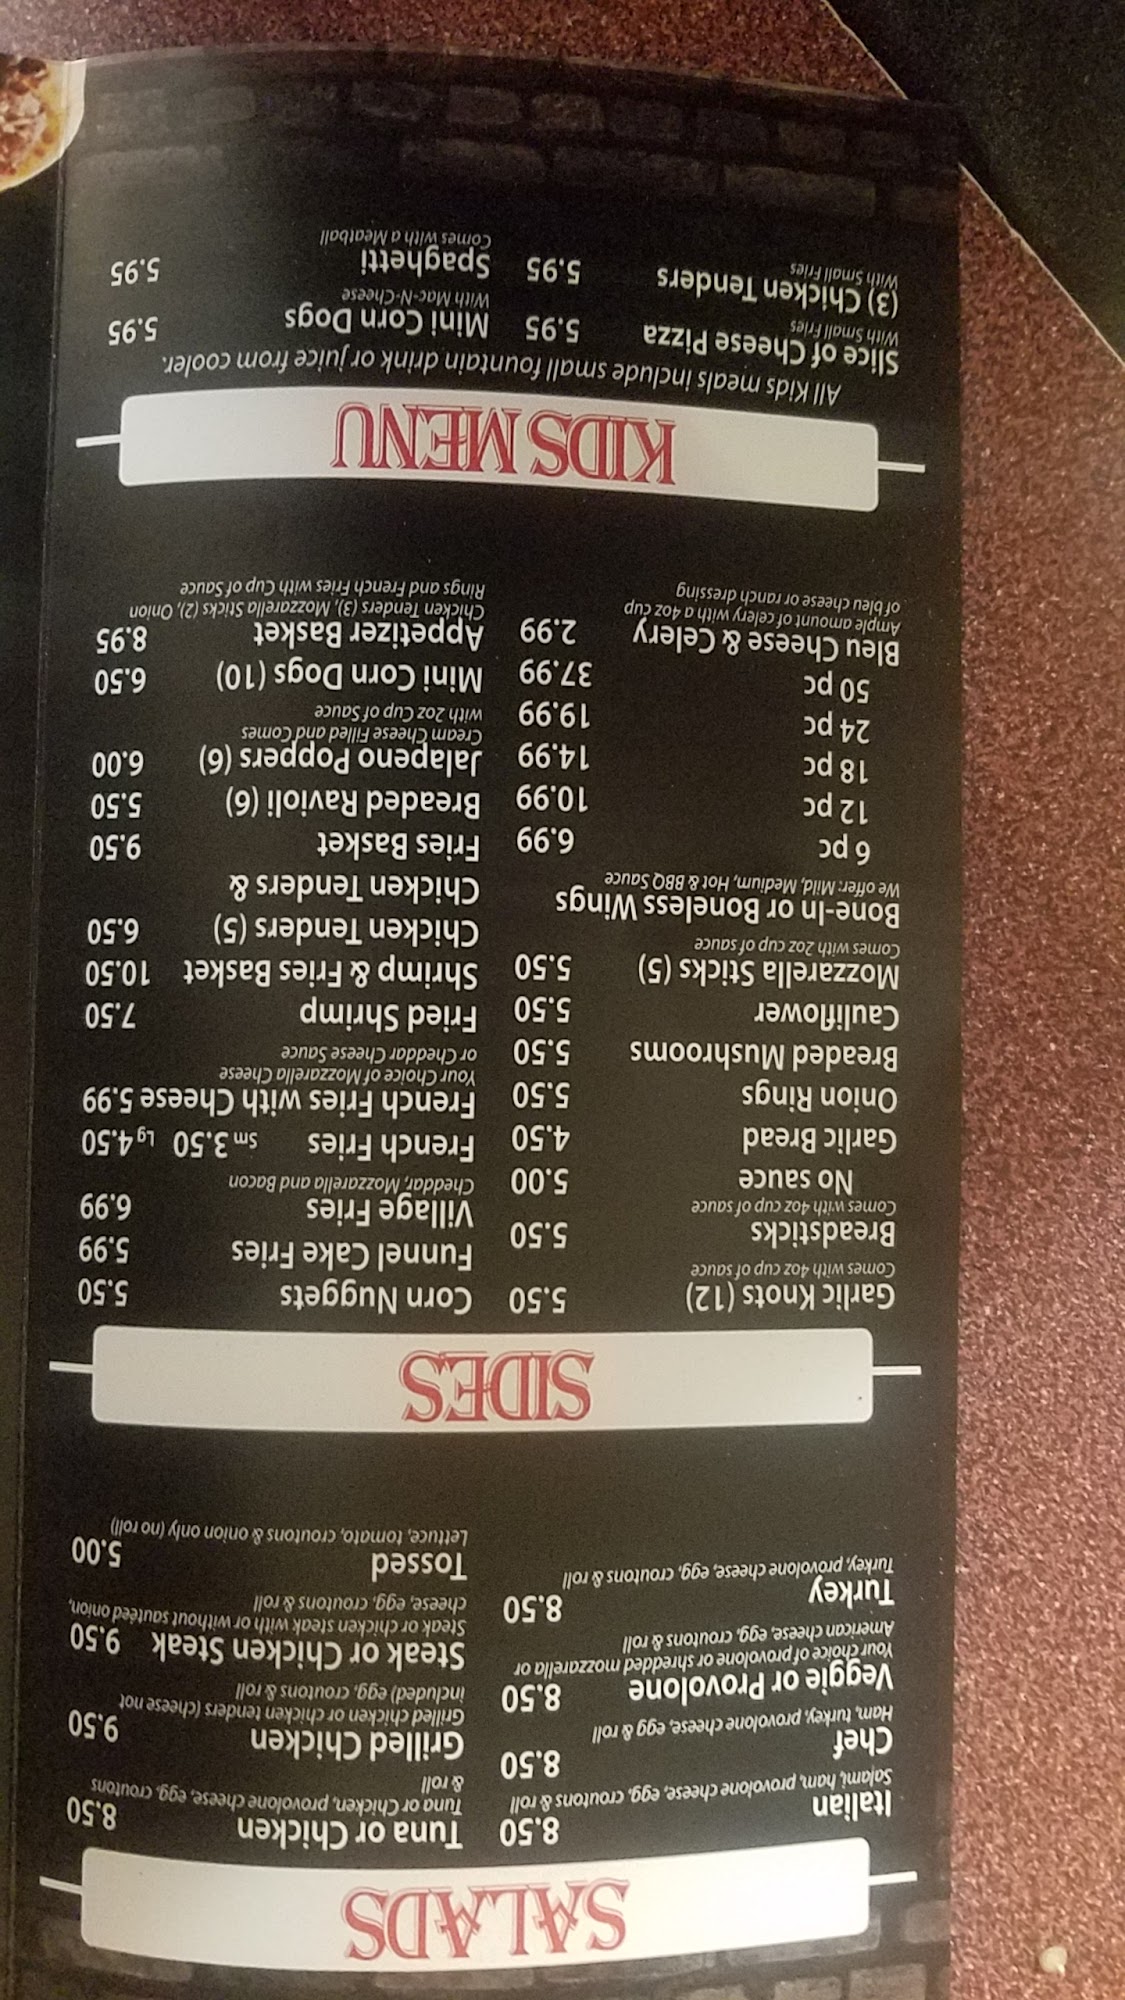 SALADS
Italian 8.50
Salami, ham, provolone cheese, egg, croutons & roll
Chef 8.50
Ham, turkey, provolone cheese, egg & roll
Veggie or Provolone 8.50
Your choice of provolone or shredded mozzarella or
American cheese, egg, croutons & roll
Turkey 8.50
Turkey, provolone cheese, egg, croutons & roll
Tuna or Chicken 8.50
Tuna or Chicken, provolone cheese, egg, croutons
& roll
Grilled Chicken 9.50
Grilled chicken or chicken tenders (cheese not
included) egg, croutons & roll
Steak or Chicken Steak 9.50
Steak or chicken steak with or without sautéed onion,
cheese, egg, croutons & roll
Tossed 5.00
Lettuce, tomato, croutons & onion only (no roll)
SIDES
Garlic Knots (12) 5.50
Comes with 4oz cup of sauce
Breadsticks 5.50
Comes with 4oz cup of sauce
No sauce 5.00
Garlic Bread 4.50
Onion Rings 5.50
Breaded Mushrooms 5.50
Cauliflower 5.50
Mozzarella Sticks (5) 5.50
Comes with 2oz cup of sauce
Bone-In or Boneless Wings
We offer: Mild, Medium, Hot & BBQ Sauce
6 pc 6.99
12 pc 10.99
18 pc 14.99
24 pc 19.99
50 pc 37.99
Bleu Cheese & Celery 2.99
Ample amount of celery with a 4oz cup
of bleu cheese or ranch dressing
Corn Nuggets 5.50
Funnel Cake Fries 5.99
Village Fries 6.99
Cheddar, Mozzarella and Bacon
French Fries Sm 3.50 Lg 4.50
French Fries with Cheese 5.99
Your Choice of Mozzarella Cheese
or Cheddar Cheese Sauce
Fried Shrimp 7.50
Shrimp & Fries Basket 10.50
Chicken Tenders (5) 6.50
Chicken Tenders &
Fries Basket 9.50
Breaded Ravioli (6) 5.50
Jalapeno Poppers (6) 6.00
Cream Cheese Filled and Comes
with 2oz Cup of Sauce
Mini Corn Dogs (10) 6.50
Appetizer Basket 8.95
Chicken Tenders (3), Mozzarella Sticks (2), Onion
Rings and French Fries with Cup of Sauce
KIDS MENU
All Kids meals include small fountain drink or juice from cooler.
Slice of Cheese Pizza 5.95
With Small Fries
(3) Chicken Tenders 5.95
With Small Fries
Mini Corn Dogs 5.95
With Mac-N-Cheese
Spaghetti 5.95
Comes with a Meatball